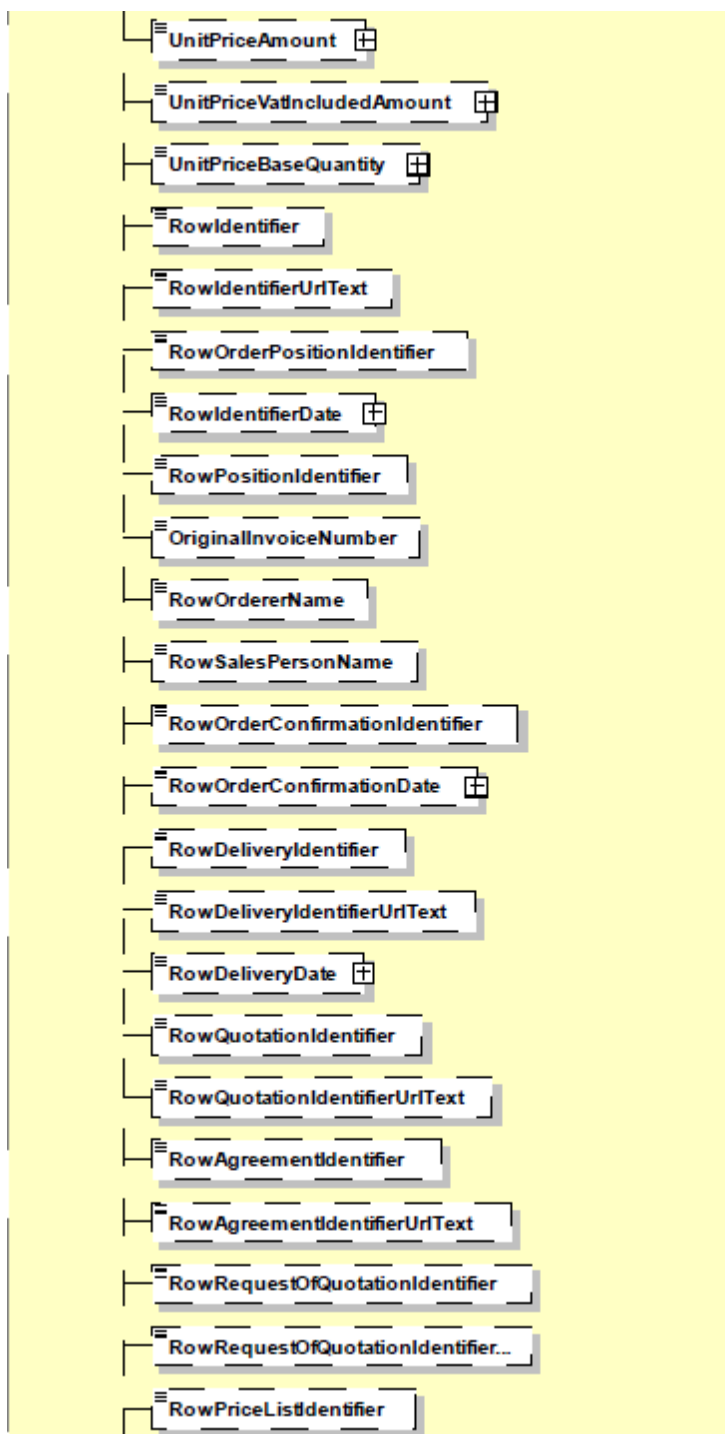 UnitPriceAmount
UnitPriceVatIncludedAmount
UnitPriceBaseQuantity
RowIdentifier
RowIdentifierUrlText
RowOrderPositionIdentifier
RowIdentifierDate
RowPositionIdentifier
OriginalInvoiceNumber
RowOrdererName
RowSalesPersonName
RowOrderConfirmationIdentifier
RowOrderConfirmationDate
RowDeliveryIdentifier
RowDeliveryIdentifierUrlText
RowDeliveryDate
RowQuotationIdentifier
RowQuotationIdentifierUrlText
RowAgreementIdentifier
RowAgreementIdentifierUrlText
RowRequestOfQuotationIdentifier
RowRequestOfQuotationIdentifier...
RowPriceListIdentifier